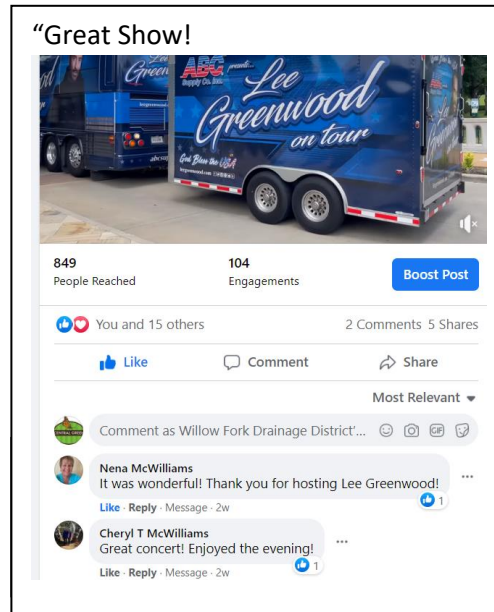 “Great Show!
Green
ABC presents...
Supply Co. Inc.
Lee
Greenwood
on tour
God Bless the USA
849
104
Boost Post
People Reached
Engagements
You and 15 others
2 Comments 5 Shares
Like
Comment
Share
Most Relevant
Comment as Willow Fork Drainage District'...
GIF
Nena McWilliams
It was wonderful! Thank you for hosting Lee Greenwood!
1
Like · Reply · Message · 2w
Cheryl T McWilliams
Great concert! Enjoyed the evening!
1
Like · Reply · Message · 2w